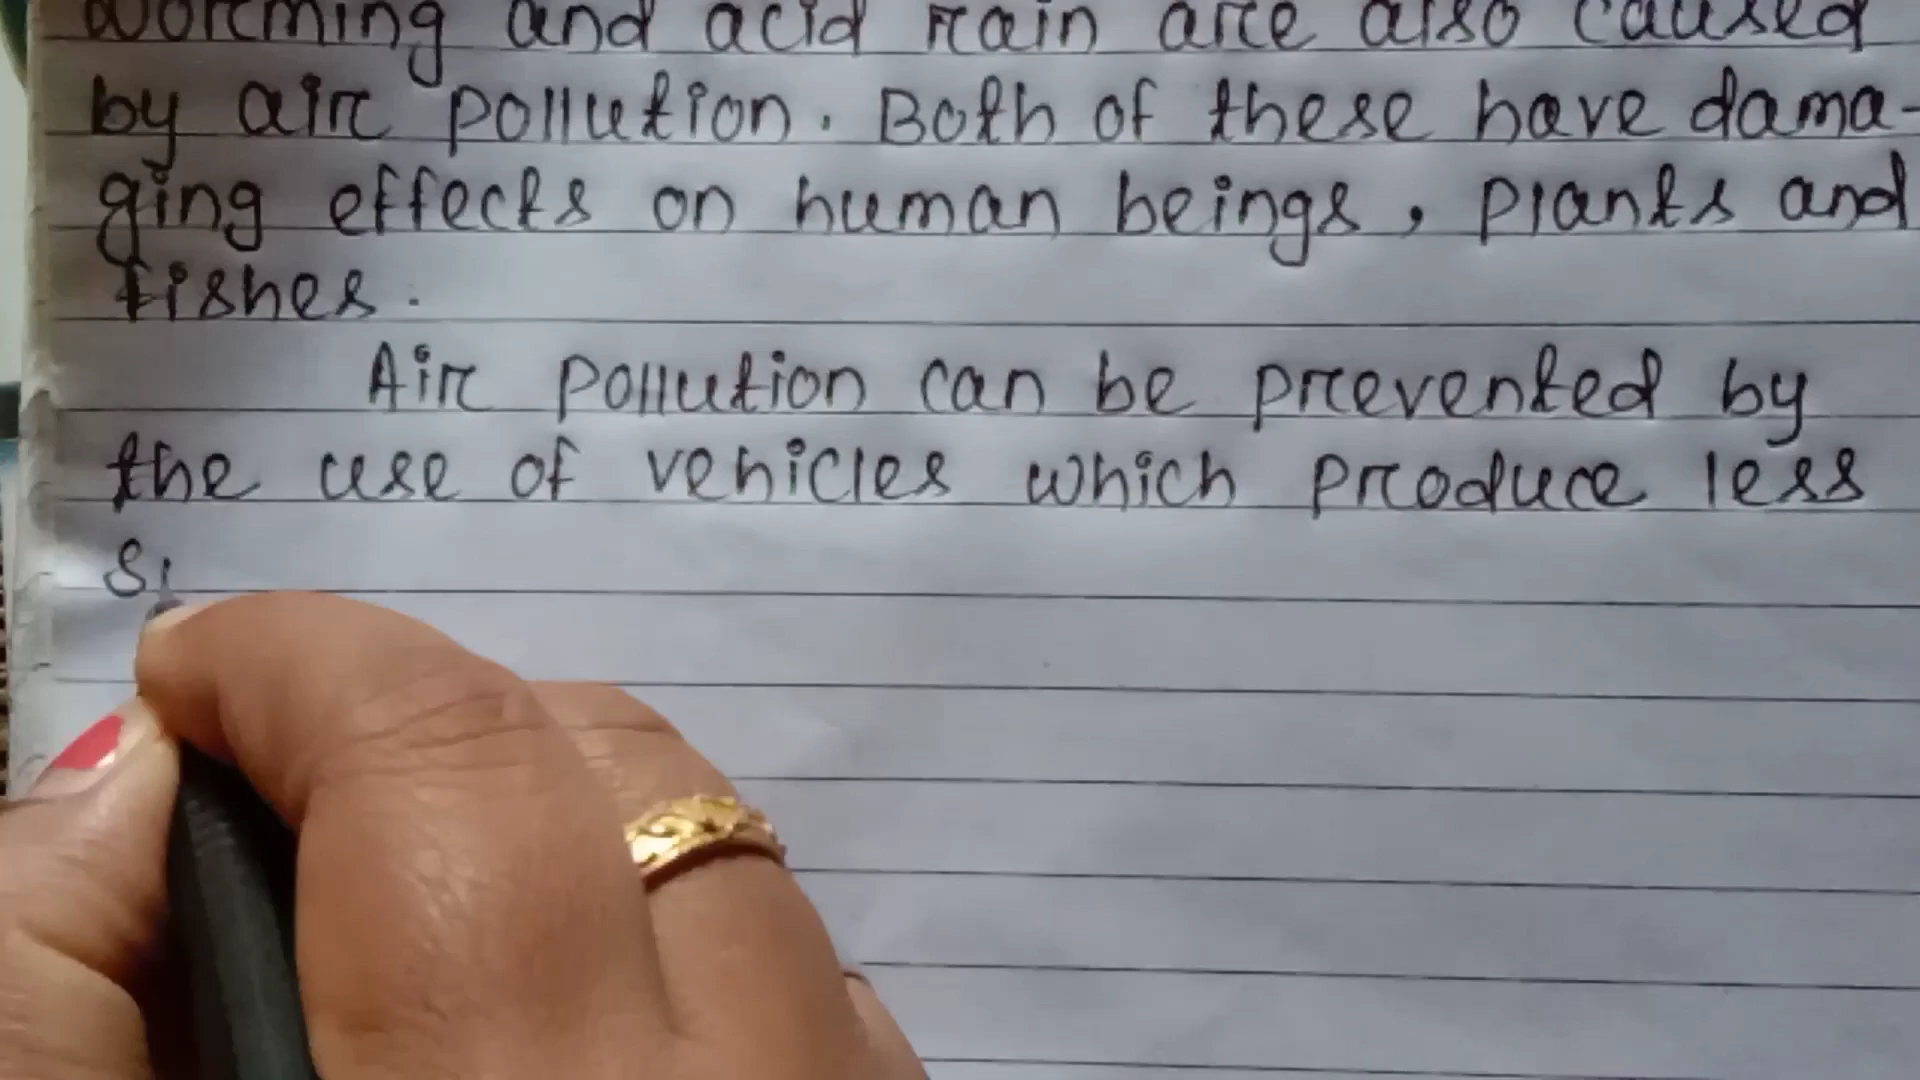 worming and acid rain are also caused
by air pollution. Both of these have dama-
ging effects on human beings, plants and
fishes.
Air pollution can be prevented by
the use of vehicles which produce less
s